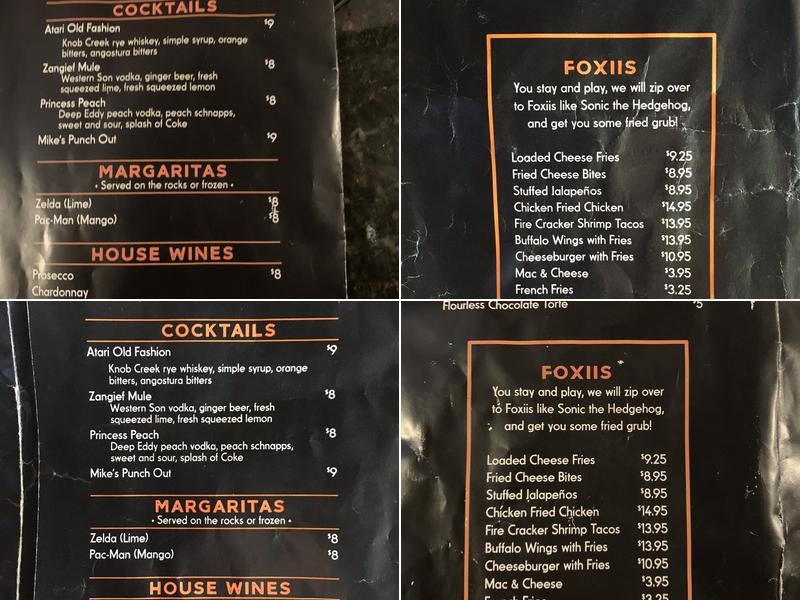 COCKTAILS
Atari Old Fashion $9
Knob Creek rye whiskey, simple syrup, orange
bitters, angostura bitters
Zangief Mule $8
Western Son vodka, ginger beer, fresh
squeezed lime, fresh squeezed lemon
Princess Peach $8
Deep Eddy peach vodka, peach schnapps,
sweet and sour, splash of Coke
Mike's Punch Out $9
MARGARITAS
• Served on the rocks or frozen •
Zelda (Lime) $8
Pac-Man (Mango) $8
HOUSE WINES
Prosecco $8
Chardonnay
FOXIIS
You stay and play, we will zip over
to Foxiis like Sonic the Hedgehog,
and get you some fried grub!
Loaded Cheese Fries $9.25
Fried Cheese Bites $8.95
Stuffed Jalapeños $8.95
Chicken Fried Chicken $14.95
Fire Cracker Shrimp Tacos $13.95
Buffalo Wings with Fries $13.95
Cheeseburger with Fries $10.95
Mac & Cheese $3.95
French Fries $3.25
COCKTAILS
Atari Old Fashion $9
Knob Creek rye whiskey, simple syrup, orange
bitters, angostura bitters
Zangief Mule $8
Western Son vodka, ginger beer, fresh
squeezed lime, fresh squeezed lemon
Princess Peach $8
Deep Eddy peach vodka, peach schnapps,
sweet and sour, splash of Coke
Mike's Punch Out $9
MARGARITAS
• Served on the rocks or frozen •
Zelda (Lime) $8
Pac-Man (Mango) $8
HOUSE WINES
Flourless Chocolate Torte $5
FOXIIS
You stay and play, we will zip over
to Foxiis like Sonic the Hedgehog,
and get you some fried grub!
Loaded Cheese Fries $9.25
Fried Cheese Bites $8.95
Stuffed Jalapeños $8.95
Chicken Fried Chicken $14.95
Fire Cracker Shrimp Tacos $13.95
Buffalo Wings with Fries $13.95
Cheeseburger with Fries $10.95
Mac & Cheese $3.95
French Fries $3.25